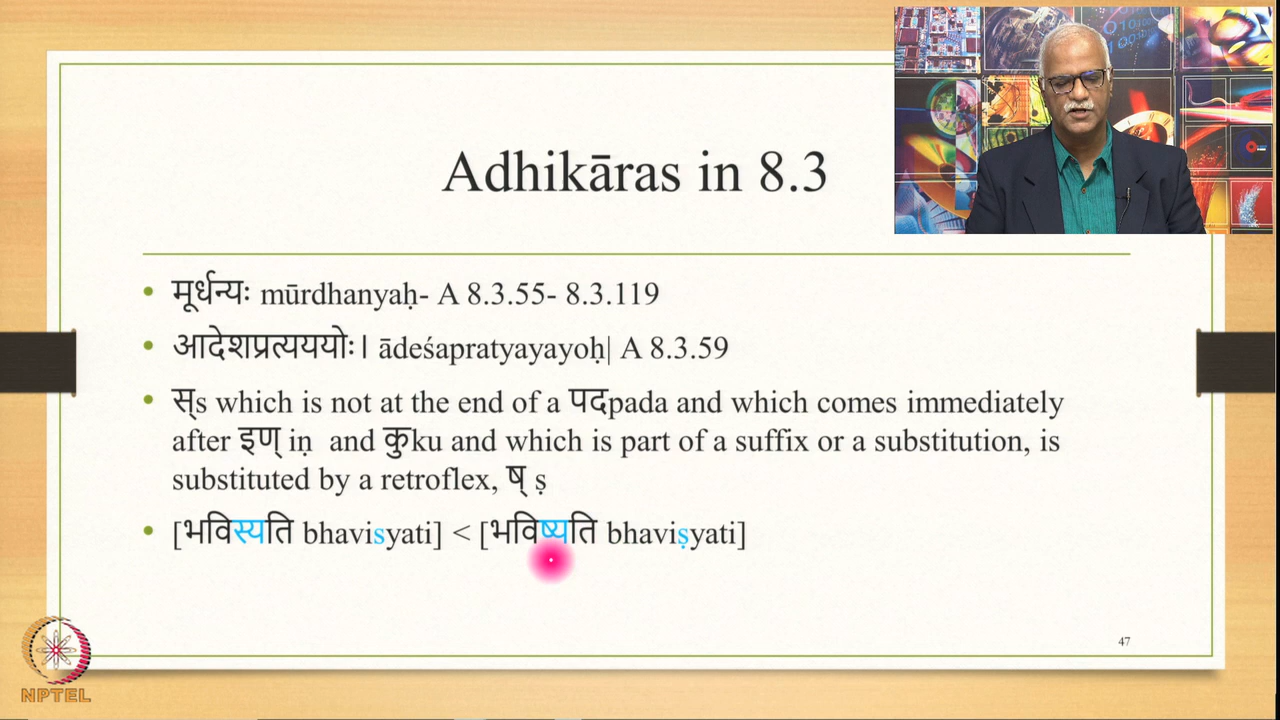 Adhikāras in 8.3
• मूर्धन्यः mūrdhanyaḥ- A 8.3.55- 8.3.119
• आदेशप्रत्यययोः। ādeśapratyayayoḥ| A 8.3.59
• स्s which is not at the end of a पदpada and which comes immediately
after इण् iṇ and कुku and which is part of a suffix or a substitution, is
substituted by a retroflex, ष् ṣ
• [भविस्यति bhavisyati] < [भविष्यति bhaviṣyati]
47
NPTEL